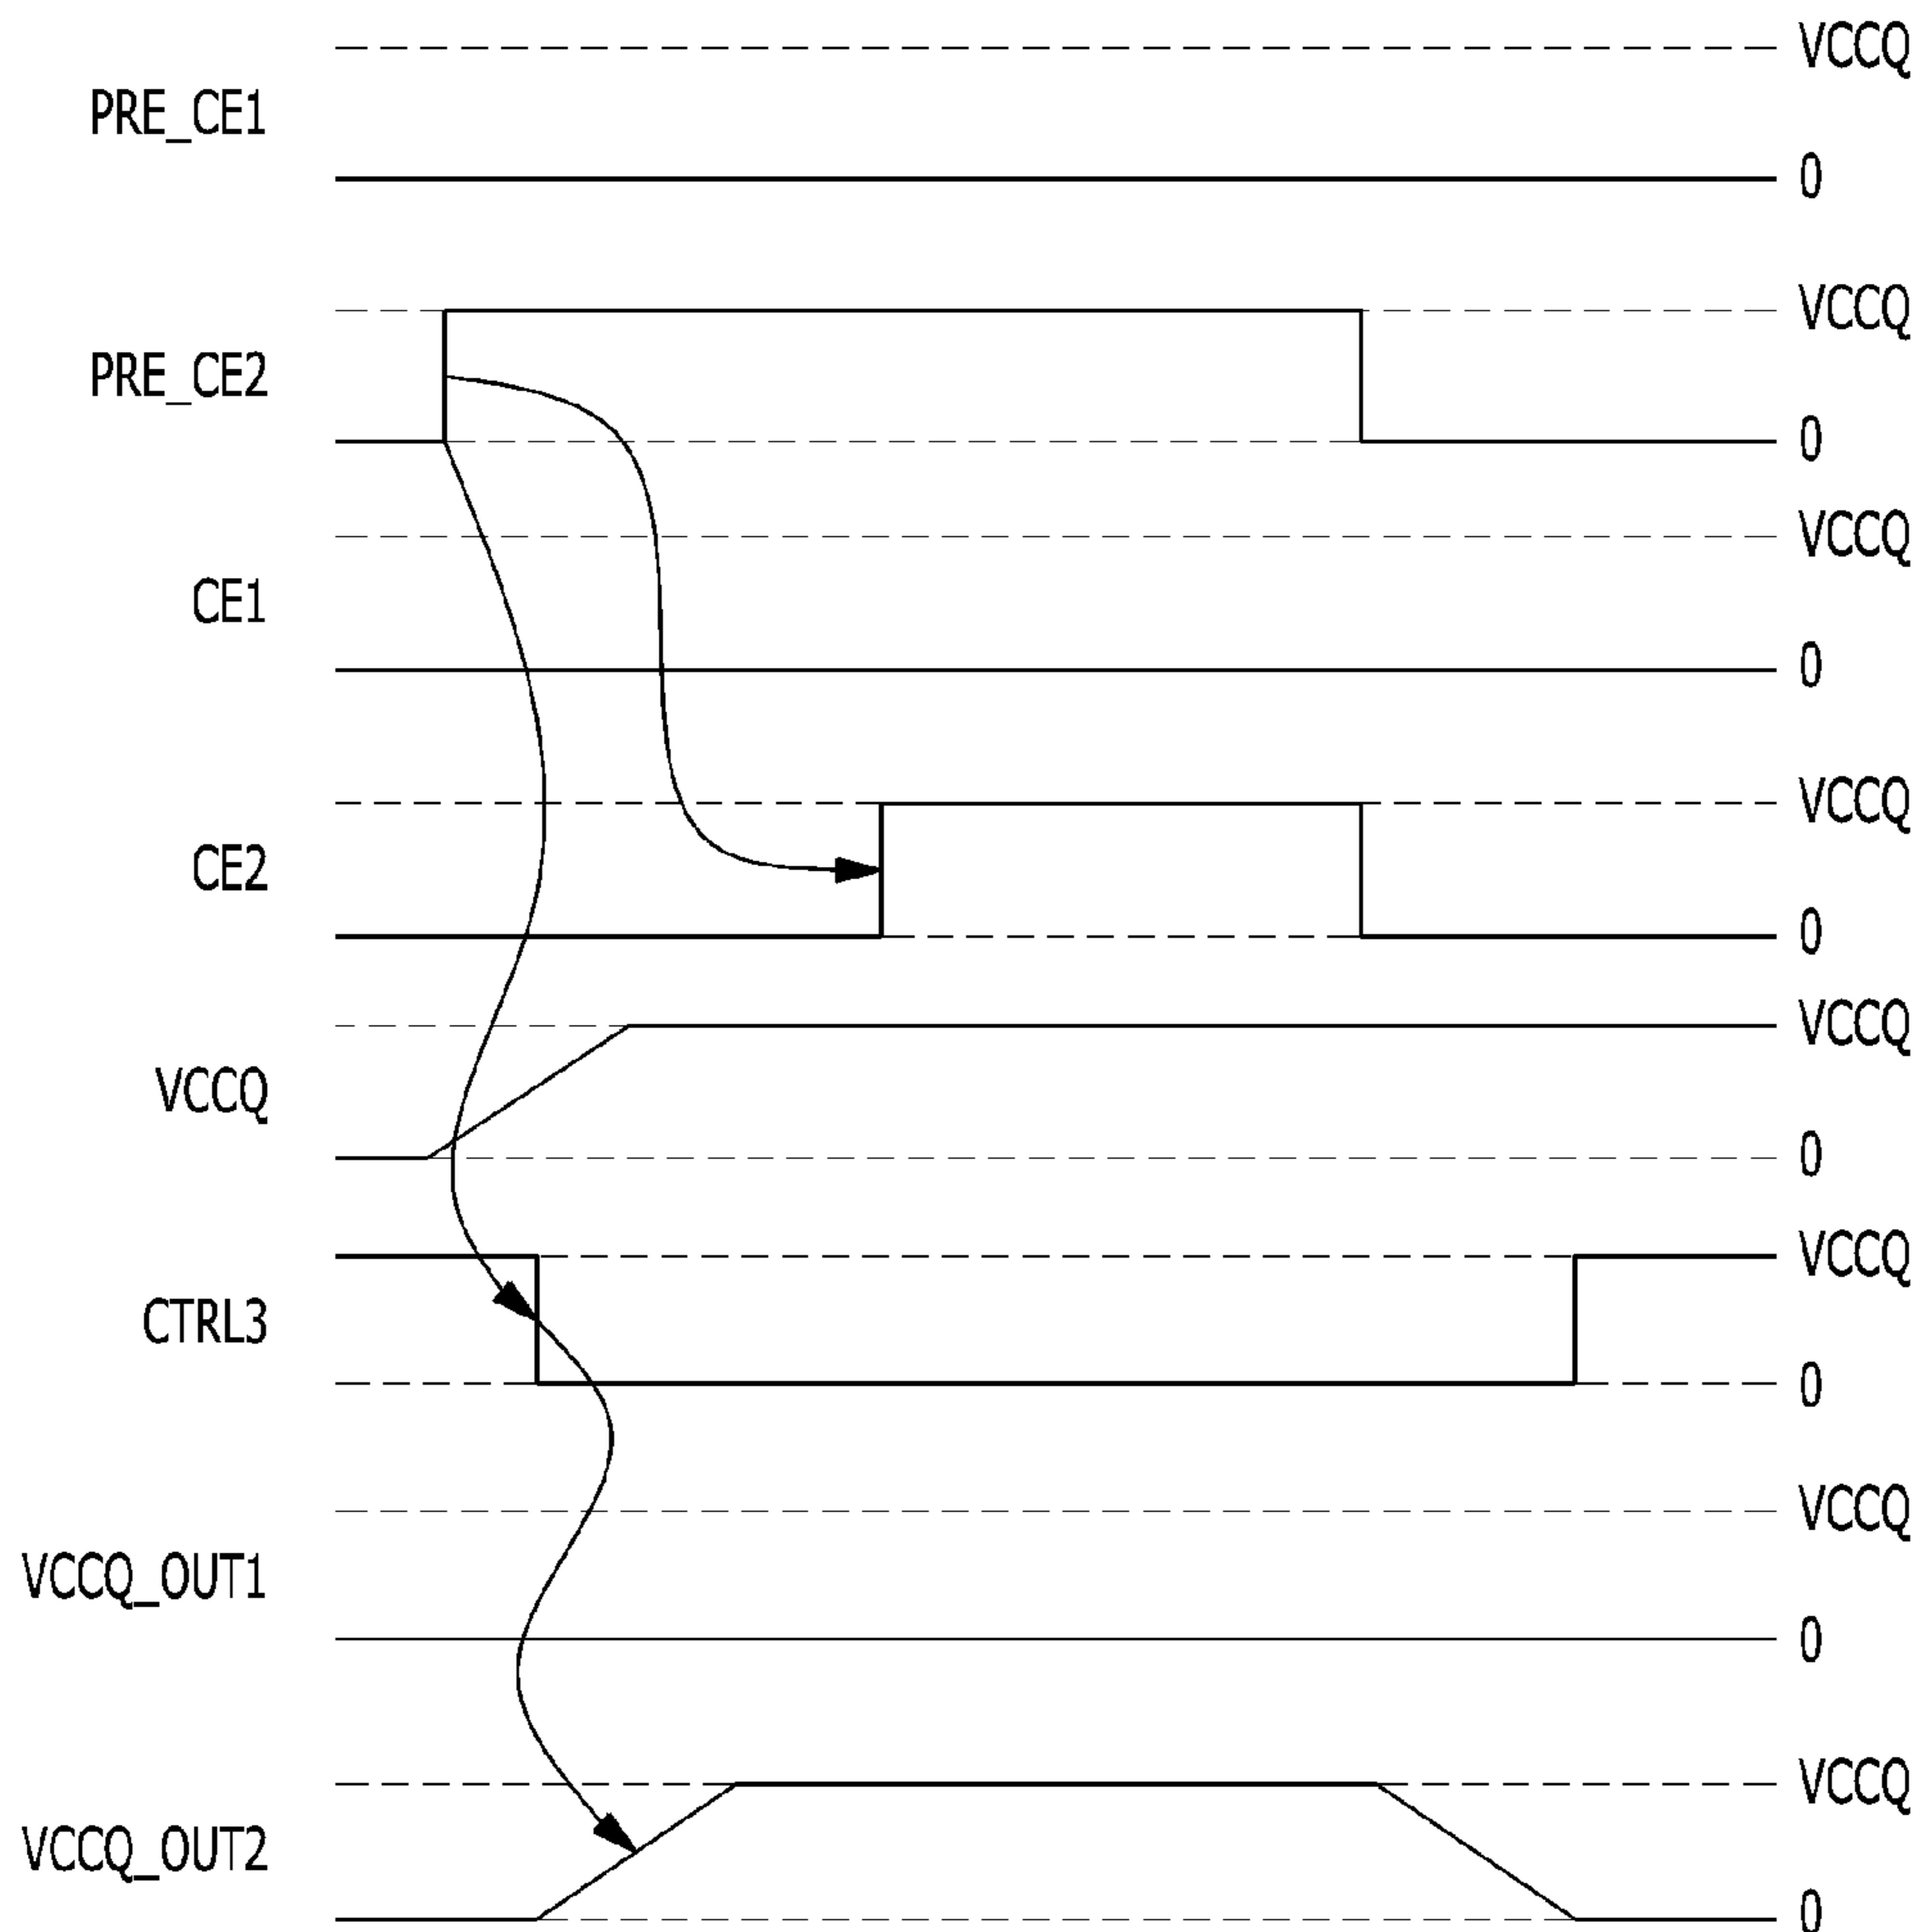 VCCQ
PRE_CE1
0
VCCQ
PRE_CE2
0
VCCQ
CE1
0
VCCQ
CE2
0
VCCQ
VCCQ
0
VCCQ
CTRL3
0
VCCQ
VCCQ_OUT1
0
VCCQ
VCCQ_OUT2
0